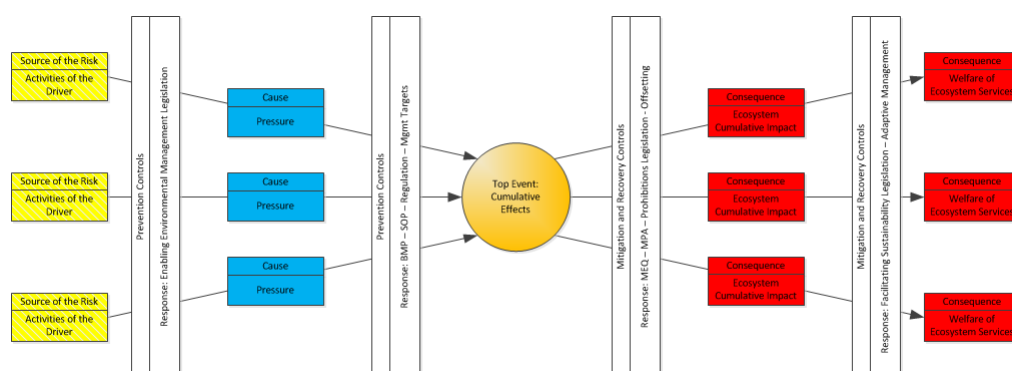 Source of the Risk
Activities of the
Driver
Source of the Risk
Activities of the
Driver
Source of the Risk
Activities of the
Driver
Prevention Controls
Response: Enabling Environmental Management Legislation
Cause
Pressure
Cause
Pressure
Cause
Pressure
Prevention Controls
Response: BMP – SOP – Regulation – Mgmt Targets
Top Event:
Cumulative
Effects
Mitigation and Recovery Controls
Response: MEQ – MPA – Prohibitions Legislation - Offsetting
Consequence
Ecosystem
Cumulative Impact
Consequence
Ecosystem
Cumulative Impact
Consequence
Ecosystem
Cumulative Impact
Mitigation and Recovery Controls
Response: Facilitating Sustainability Legislation – Adaptive Management
Consequence
Welfare of
Ecosystem Services
Consequence
Welfare of
Ecosystem Services
Consequence
Welfare of
Ecosystem Services